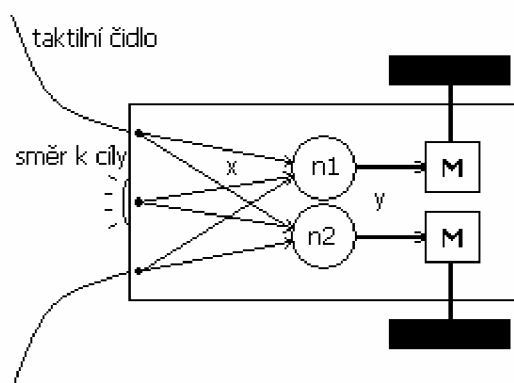 taktilní čidlo
směr k cíly
x
n1
M
y
n2
M